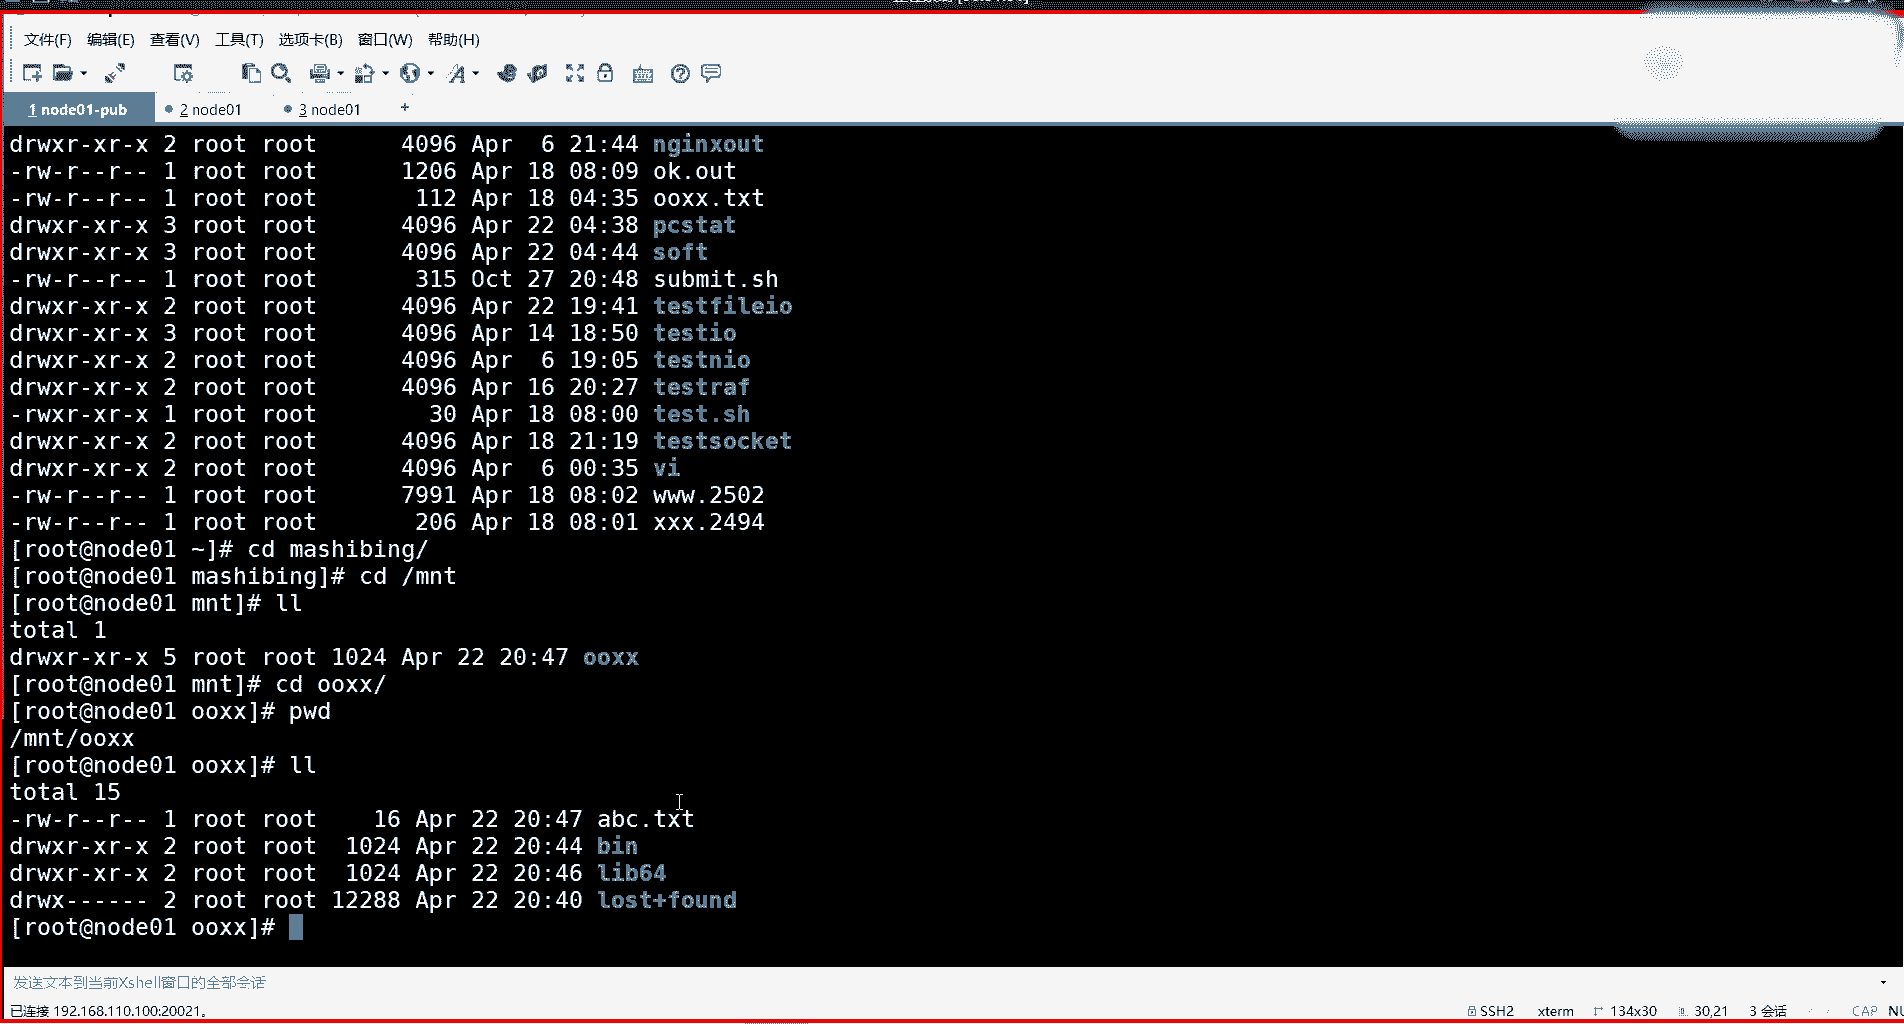 文件(F) 编辑(E) 查看(V) 工具(T) 选项卡(B) 窗口(W) 帮助(H)
1 node01-pub 2 node01 3 node01 +
drwxr-xr-x 2 root root 4096 Apr 6 21:44 nginxout
-rw-r--r-- 1 root root 1206 Apr 18 08:09 ok.out
-rw-r--r-- 1 root root 112 Apr 18 04:35 ooxx.txt
drwxr-xr-x 3 root root 4096 Apr 22 04:38 pcstat
drwxr-xr-x 3 root root 4096 Apr 22 04:44 soft
-rw-r--r-- 1 root root 315 Oct 27 20:48 submit.sh
drwxr-xr-x 2 root root 4096 Apr 22 19:41 testfileio
drwxr-xr-x 3 root root 4096 Apr 14 18:50 testio
drwxr-xr-x 2 root root 4096 Apr 6 19:05 testnio
drwxr-xr-x 2 root root 4096 Apr 16 20:27 testraf
-rwxr-xr-x 1 root root 30 Apr 18 08:00 test.sh
drwxr-xr-x 2 root root 4096 Apr 18 21:19 testsocket
drwxr-xr-x 2 root root 4096 Apr 6 00:35 vi
-rw-r--r-- 1 root root 7991 Apr 18 08:02 www.2502
-rw-r--r-- 1 root root 206 Apr 18 08:01 xxx.2494
[root@node01 ~]# cd mashibing/
[root@node01 mashibing]# cd /mnt
[root@node01 mnt]# ll
total 1
drwxr-xr-x 5 root root 1024 Apr 22 20:47 ooxx
[root@node01 mnt]# cd ooxx/
[root@node01 ooxx]# pwd
/mnt/ooxx
[root@node01 ooxx]# ll
total 15
-rw-r--r-- 1 root root 16 Apr 22 20:47 abc.txt
drwxr-xr-x 2 root root 1024 Apr 22 20:44 bin
drwxr-xr-x 2 root root 1024 Apr 22 20:46 lib64
drwx------ 2 root root 12288 Apr 22 20:40 lost+found
[root@node01 ooxx]#
发送文本到当前Xshell窗口的全部会话
已连接 192.168.110.100:20021。 SSH2 xterm 134x30 30,21 3 会话 CAP